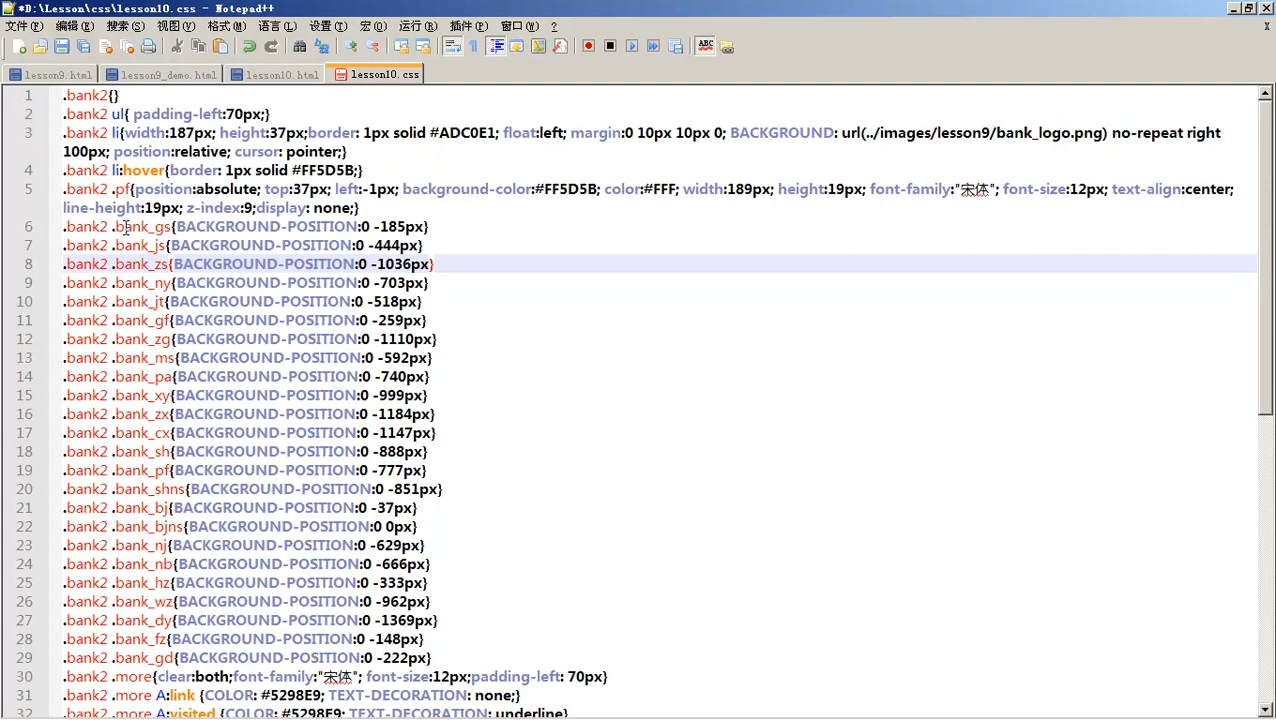 *D:\Lesson\css\lesson10.css - Notepad++
文件(F) 编辑(E) 搜索(S) 视图(V) 格式(M) 语言(L) 设置(T) 宏(O) 运行(R) 插件(P) 窗口(W) ? X
ABC
lesson9.html lesson9_demo.html lesson10.html lesson10.css
1 .bank2{}
2 .bank2 ul{ padding-left:70px;}
3 .bank2 li{width:187px; height:37px;border: 1px solid #ADC0E1; float:left; margin:0 10px 10px 0; BACKGROUND: url(../images/lesson9/bank_logo.png) no-repeat right
100px; position:relative; cursor: pointer;}
4 .bank2 li:hover{border: 1px solid #FF5D5B;}
5 .bank2 .pf{position:absolute; top:37px; left:-1px; background-color:#FF5D5B; color:#FFF; width:189px; height:19px; font-family:"宋体"; font-size:12px; text-align:center;
line-height:19px; z-index:9;display: none;}
6 .bank2 .bank_gs{BACKGROUND-POSITION:0 -185px}
7 .bank2 .bank_js{BACKGROUND-POSITION:0 -444px}
8 .bank2 .bank_zs{BACKGROUND-POSITION:0 -1036px}
9 .bank2 .bank_ny{BACKGROUND-POSITION:0 -703px}
10 .bank2 .bank_jt{BACKGROUND-POSITION:0 -518px}
11 .bank2 .bank_gf{BACKGROUND-POSITION:0 -259px}
12 .bank2 .bank_zg{BACKGROUND-POSITION:0 -1110px}
13 .bank2 .bank_ms{BACKGROUND-POSITION:0 -592px}
14 .bank2 .bank_pa{BACKGROUND-POSITION:0 -740px}
15 .bank2 .bank_xy{BACKGROUND-POSITION:0 -999px}
16 .bank2 .bank_zx{BACKGROUND-POSITION:0 -1184px}
17 .bank2 .bank_cx{BACKGROUND-POSITION:0 -1147px}
18 .bank2 .bank_sh{BACKGROUND-POSITION:0 -888px}
19 .bank2 .bank_pf{BACKGROUND-POSITION:0 -777px}
20 .bank2 .bank_shns{BACKGROUND-POSITION:0 -851px}
21 .bank2 .bank_bj{BACKGROUND-POSITION:0 -37px}
22 .bank2 .bank_bjns{BACKGROUND-POSITION:0 0px}
23 .bank2 .bank_nj{BACKGROUND-POSITION:0 -629px}
24 .bank2 .bank_nb{BACKGROUND-POSITION:0 -666px}
25 .bank2 .bank_hz{BACKGROUND-POSITION:0 -333px}
26 .bank2 .bank_wz{BACKGROUND-POSITION:0 -962px}
27 .bank2 .bank_dy{BACKGROUND-POSITION:0 -1369px}
28 .bank2 .bank_fz{BACKGROUND-POSITION:0 -148px}
29 .bank2 .bank_gd{BACKGROUND-POSITION:0 -222px}
30 .bank2 .more{clear:both;font-family:"宋体"; font-size:12px;padding-left: 70px}
31 .bank2 .more A:link {COLOR: #5298E9; TEXT-DECORATION: none;}
32 .bank2 .more A:visited {COLOR: #5298E9; TEXT-DECORATION: underline}